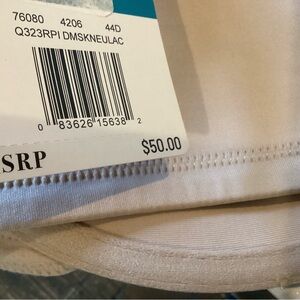 76080 4206 44D
Q323RPI DMSKNEULAC
0 83626 15638 2
$50.00
SRP